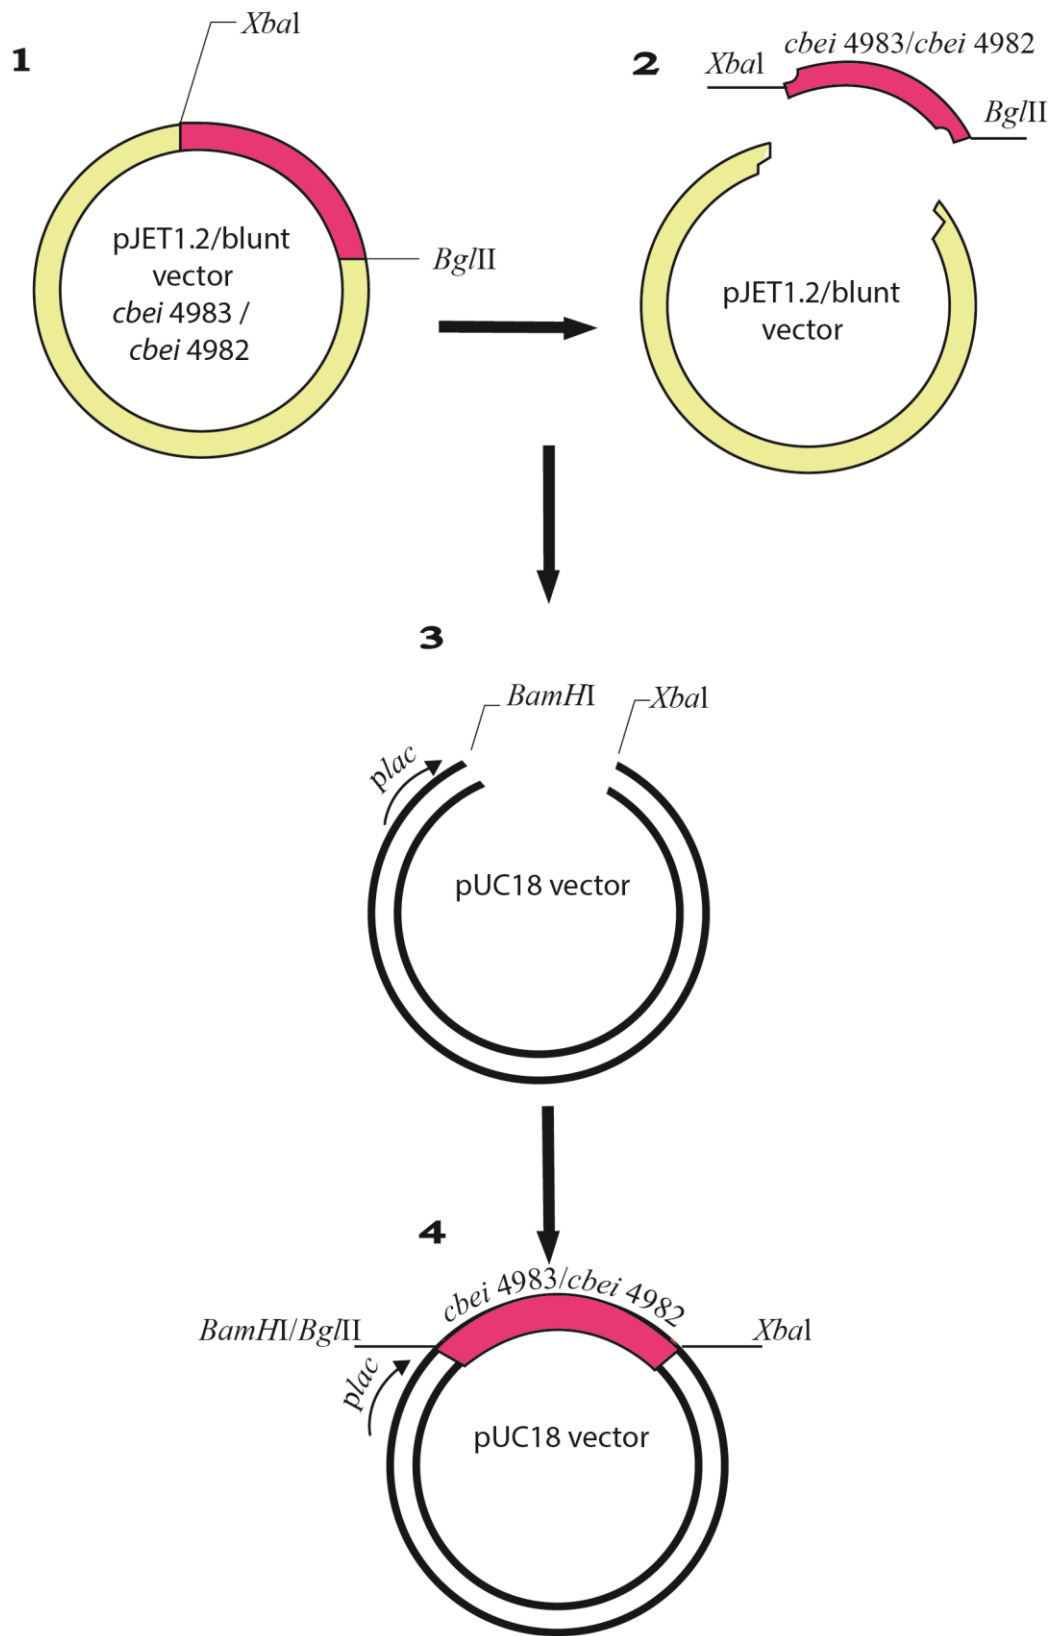 1
XbaI
pJET1.2/blunt
vector
cbei 4983 /
cbei 4982
BglII
2
cbei 4983/cbei 4982
XbaI
BglII
pJET1.2/blunt
vector
3
BamHI
XbaI
plac
pUC18 vector
4
cbei 4983/cbei 4982
BamHI/BglII
XbaI
plac
pUC18 vector